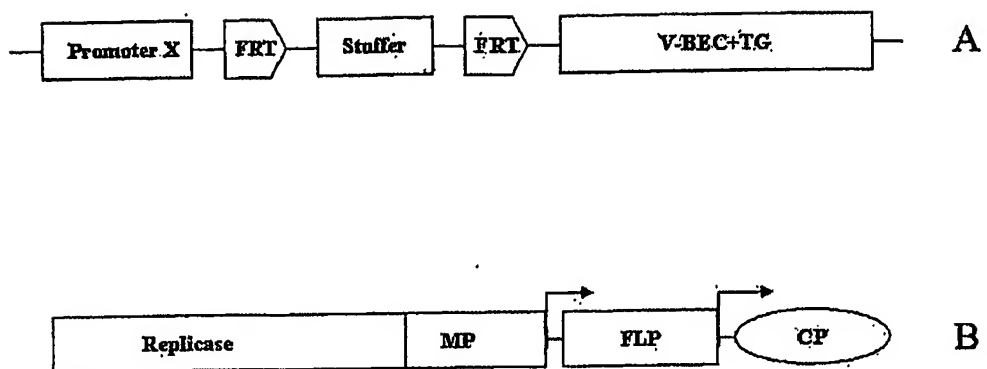 Promoter X FRT Stuffer FRT V-BEC+TG A
Replicase MP FLP CP B